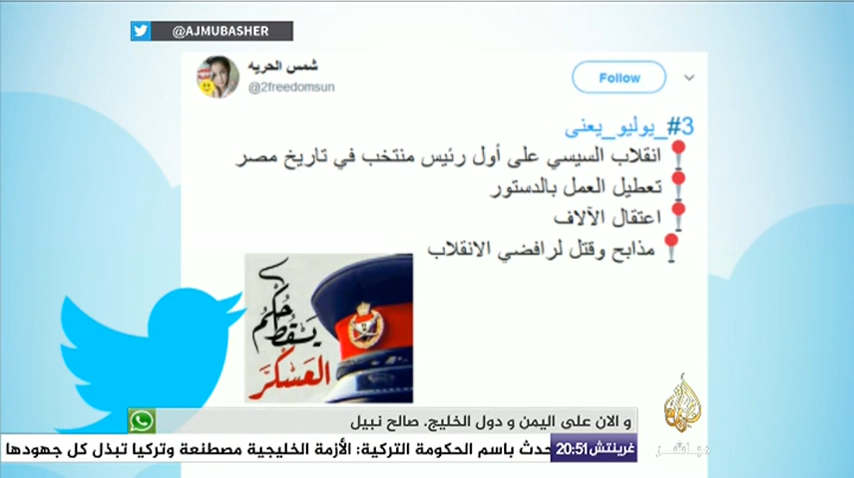 @AJMUBASHER
شمس الحريه
@2freedomsun
Follow
#3_يوليو_يعنى
انقلاب السيسي على أول رئيس منتخب في تاريخ مصر
تعطيل العمل بالدستور
اعتقال الآلاف
مذابح وقتل لرافضي الانقلاب
يسقط
حكم
العسكر
و الان على اليمن و دول الخليج. صالح نبيل
غرينتش 20:51
حدث باسم الحكومة التركية: الأزمة الخليجية مصطنعة وتركيا تبذل كل جهودها
مباشر